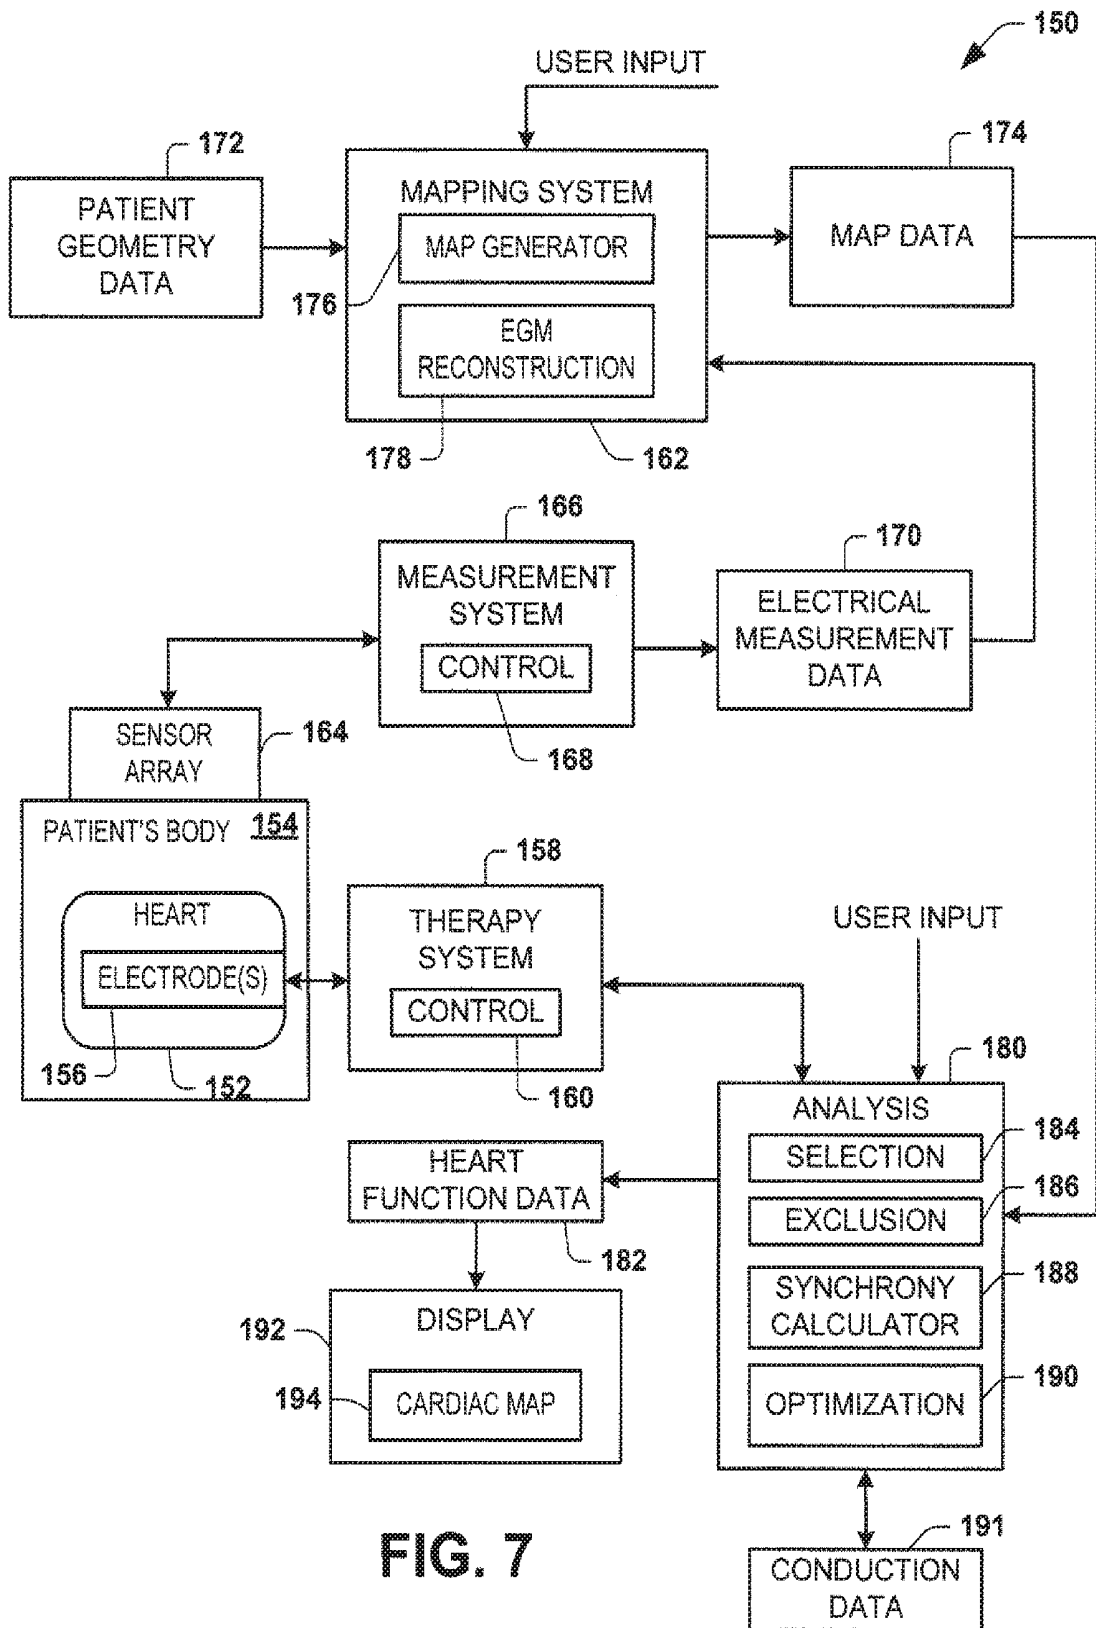 150
USER INPUT
172
174
PATIENT
GEOMETRY
DATA
MAPPING SYSTEM
MAP GENERATOR
176
EGM
RECONSTRUCTION
178
162
MAP DATA
166
170
MEASUREMENT
SYSTEM
CONTROL
168
ELECTRICAL
MEASUREMENT
DATA
SENSOR
ARRAY
164
PATIENT'S BODY
154
HEART
ELECTRODE(S)
156
152
158
THERAPY
SYSTEM
CONTROL
160
USER INPUT
180
ANALYSIS
SELECTION
184
EXCLUSION
186
SYNCHRONY
CALCULATOR
188
OPTIMIZATION
190
HEART
FUNCTION DATA
182
192
DISPLAY
194
CARDIAC MAP
191
CONDUCTION
DATA
FIG. 7